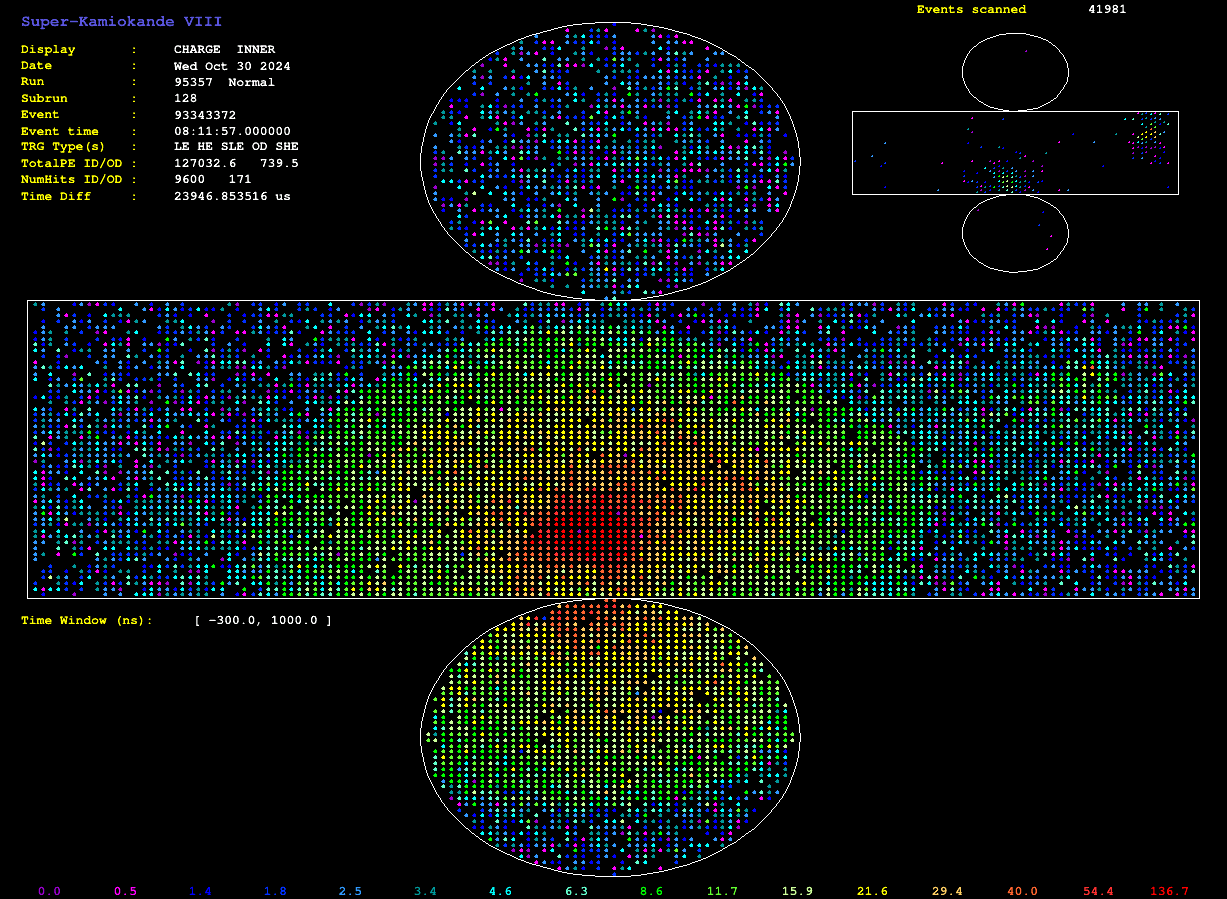 Super-Kamiokande VIII
Events scanned 41981
Display : CHARGE INNER
Date : Wed Oct 30 2024
Run : 95357 Normal
Subrun : 128
Event : 93343372
Event time : 08:11:57.000000
TRG Type(s) : LE HE SLE OD SHE
TotalPE ID/OD : 127032.6 739.5
NumHits ID/OD : 9600 171
Time Diff : 23946.853516 us
Time Window (ns): [ -300.0, 1000.0 ]
0.0 0.5 1.4 1.8 2.5 3.4 4.6 6.3 8.6 11.7 15.9 21.6 29.4 40.0 54.4 136.7